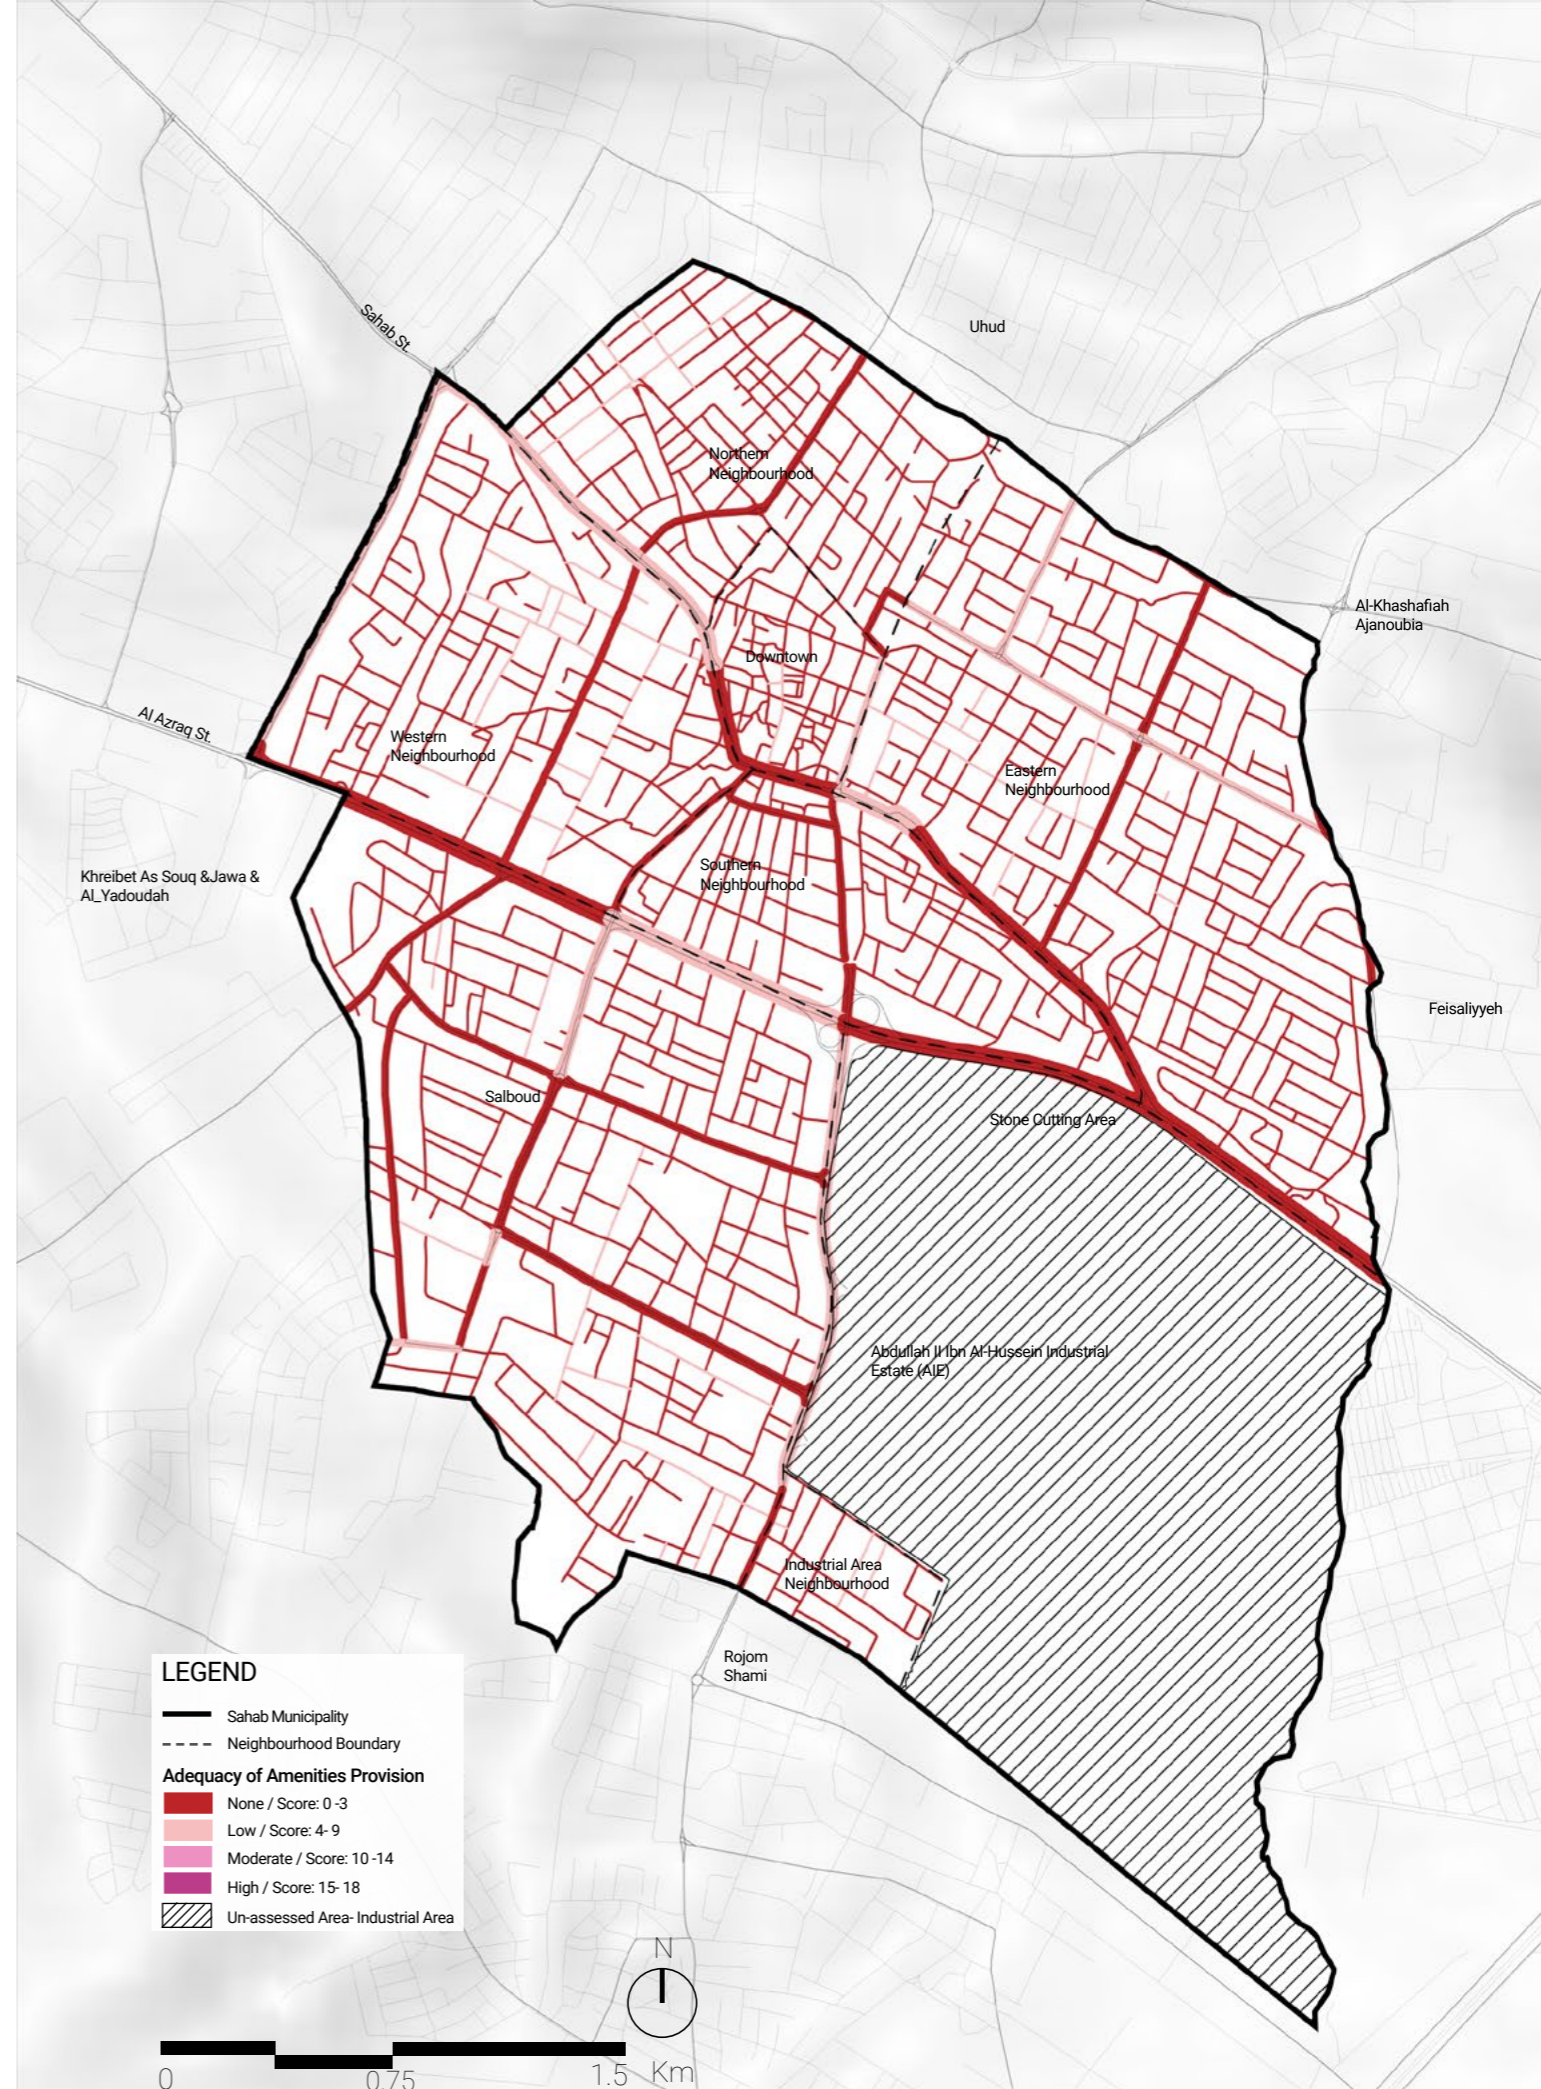 Sahab St.
Uhud
Northern
Neighbourhood
Al-Khashafiah
Ajanoubia
Downtown
Al Azraq St.
Western
Neighbourhood
Eastern
Neighbourhood
Southern
Neighbourhood
Khreibet As Souq &Jawa &
Al_Yadoudah
Feisaliyyeh
Salboud
Stone Cutting Area
Abdullah II Ibn Al-Hussein Industrial
Estate (AIE)
Industrial Area
Neighbourhood
Rojom
Shami
LEGEND
Sahab Municipality
Neighbourhood Boundary
Adequacy of Amenities Provision
None / Score: 0 -3
Low / Score: 4- 9
Moderate / Score: 10 -14
High / Score: 15- 18
Un-assessed Area- Industrial Area
N
0 0.75 1.5 Km